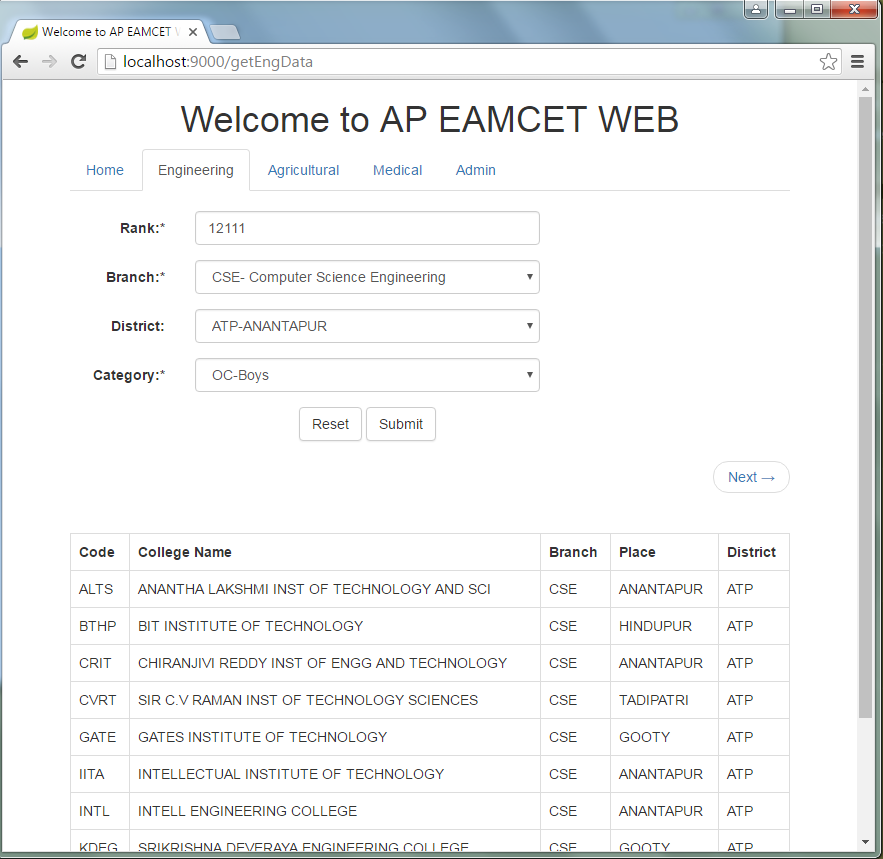 Welcome to AP EAMCET
localhost:9000/getEngData
Welcome to AP EAMCET WEB
Home Engineering Agricultural Medical Admin
Rank:* 12111
Branch:* CSE- Computer Science Engineering
District: ATP-ANANTAPUR
Category:* OC-Boys
Reset Submit
Next →
Code College Name Branch Place District
ALTS ANANTHA LAKSHMI INST OF TECHNOLOGY AND SCI CSE ANANTAPUR ATP
BTHP BIT INSTITUTE OF TECHNOLOGY CSE HINDUPUR ATP
CRIT CHIRANJIVI REDDY INST OF ENGG AND TECHNOLOGY CSE ANANTAPUR ATP
CVRT SIR C.V RAMAN INST OF TECHNOLOGY SCIENCES CSE TADIPATRI ATP
GATE GATES INSTITUTE OF TECHNOLOGY CSE GOOTY ATP
IITA INTELLECTUAL INSTITUTE OF TECHNOLOGY CSE ANANTAPUR ATP
INTL INTELL ENGINEERING COLLEGE CSE ANANTAPUR ATP
KDEG SRIKRISHNA DEVERAYA ENGINEERING COLLEGE CSE GOOTY ATP